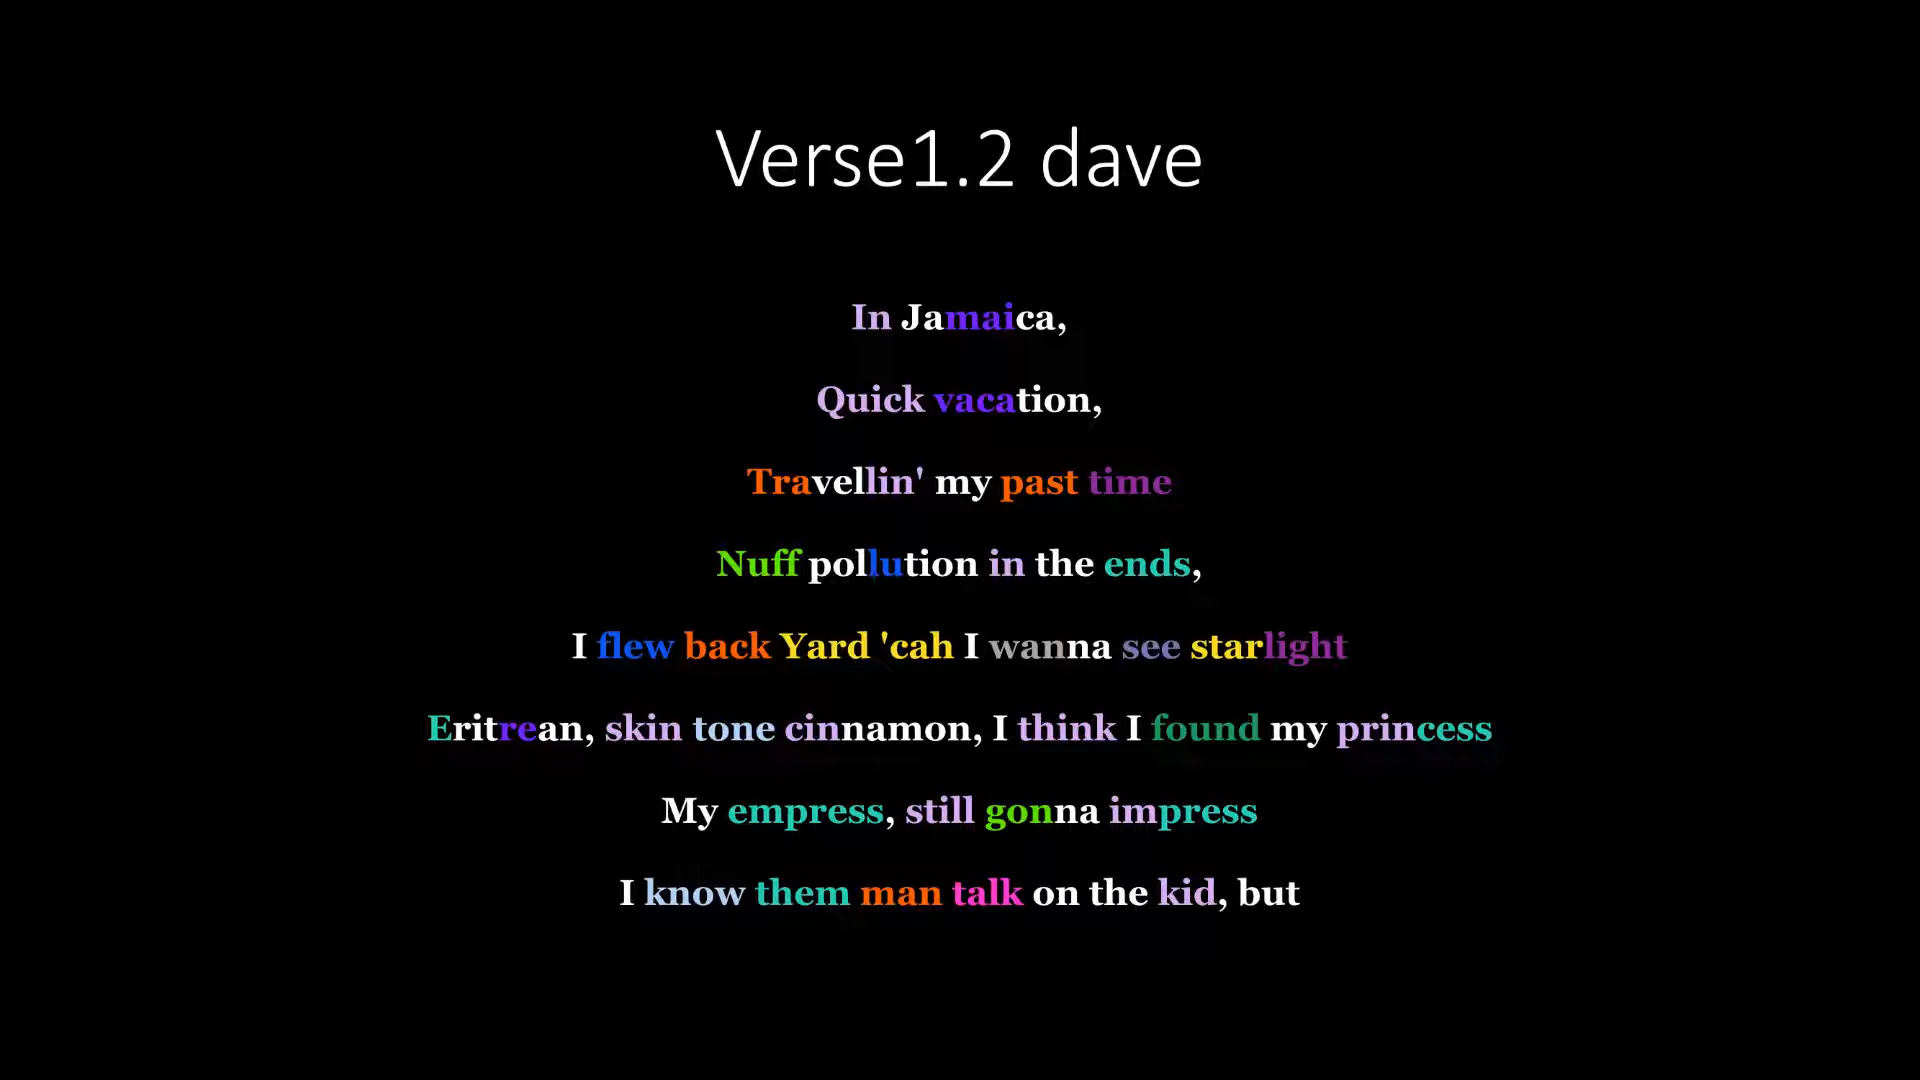 Verse1.2 dave
In Jamaica,
Quick vacation,
Travellin' my past time
Nuff pollution in the ends,
I flew back Yard 'cah I wanna see starlight
Eritrean, skin tone cinnamon, I think I found my princess
My empress, still gonna impress
I know them man talk on the kid, but